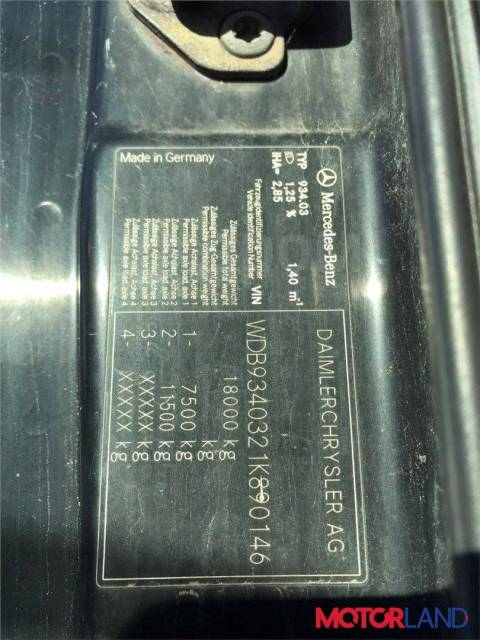 Mercedes-Benz DAIMLERCHRYSLER AG
TYP 934.03
1,25 % 1,40 m⁻¹
IHA= 2,85
Fahrzeugidentifizierungsnummer
Vehicle Identification Number VIN WDB9340321K890146
Zulässiges Gesamtgewicht
Permissible total weight 18000 kg
Zulässiges Zug-Gesamtgewicht
Permissible combination weight kg
Zulässige Achslast, Achse 1
Permissible axle load, axle 1 1- 7500 kg
Zulässige Achslast, Achse 2
Permissible axle load, axle 2 2- 11500 kg
Zulässige Achslast, Achse 3
Permissible axle load, axle 3 3- XXXXX kg
Zulässige Achslast, Achse 4
Permissible axle load, axle 4 4- XXXXX kg
Made in Germany
MOTORLAND